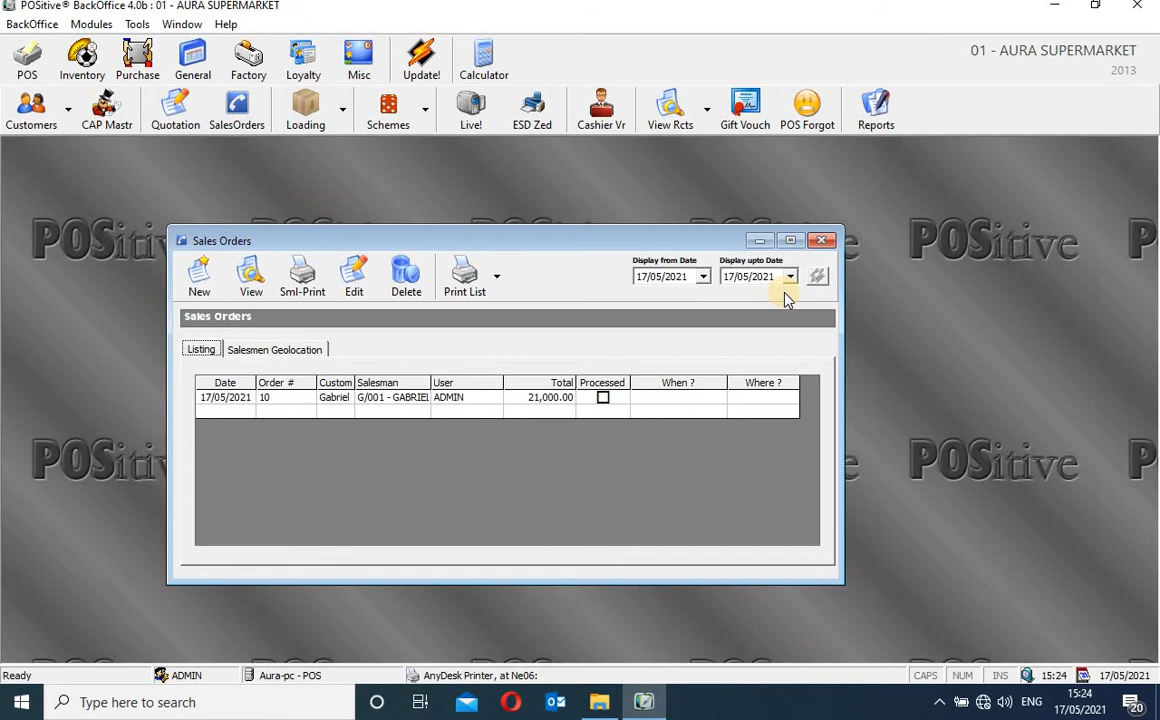 POSitive® BackOffice 4.0b : 01 - AURA SUPERMARKET
BackOffice Modules Tools Window Help
POS Inventory Purchase General Factory Loyalty Misc Update! Calculator
01 - AURA SUPERMARKET
2013
Customers CAP Mastr Quotation SalesOrders Loading Schemes Live! ESD Zed Cashier Vr View Rcts Gift Vouch POS Forgot Reports
POSitive
POSitive
Sales Orders
Display from Date Display upto Date
17/05/2021 17/05/2021
New View Sml-Print Edit Delete Print List
Sales Orders
Listing Salesmen Geolocation
Date Order # Custom Salesman User Total Processed When ? Where ?
17/05/2021 10 Gabriel G/001 - GABRIEL ADMIN 21,000.00
POSitive
POSitive
Ready ADMIN Aura-pc - POS AnyDesk Printer, at Ne06: CAPS NUM INS 15:24 17/05/2021
Type here to search
ENG 15:24
17/05/2021
20